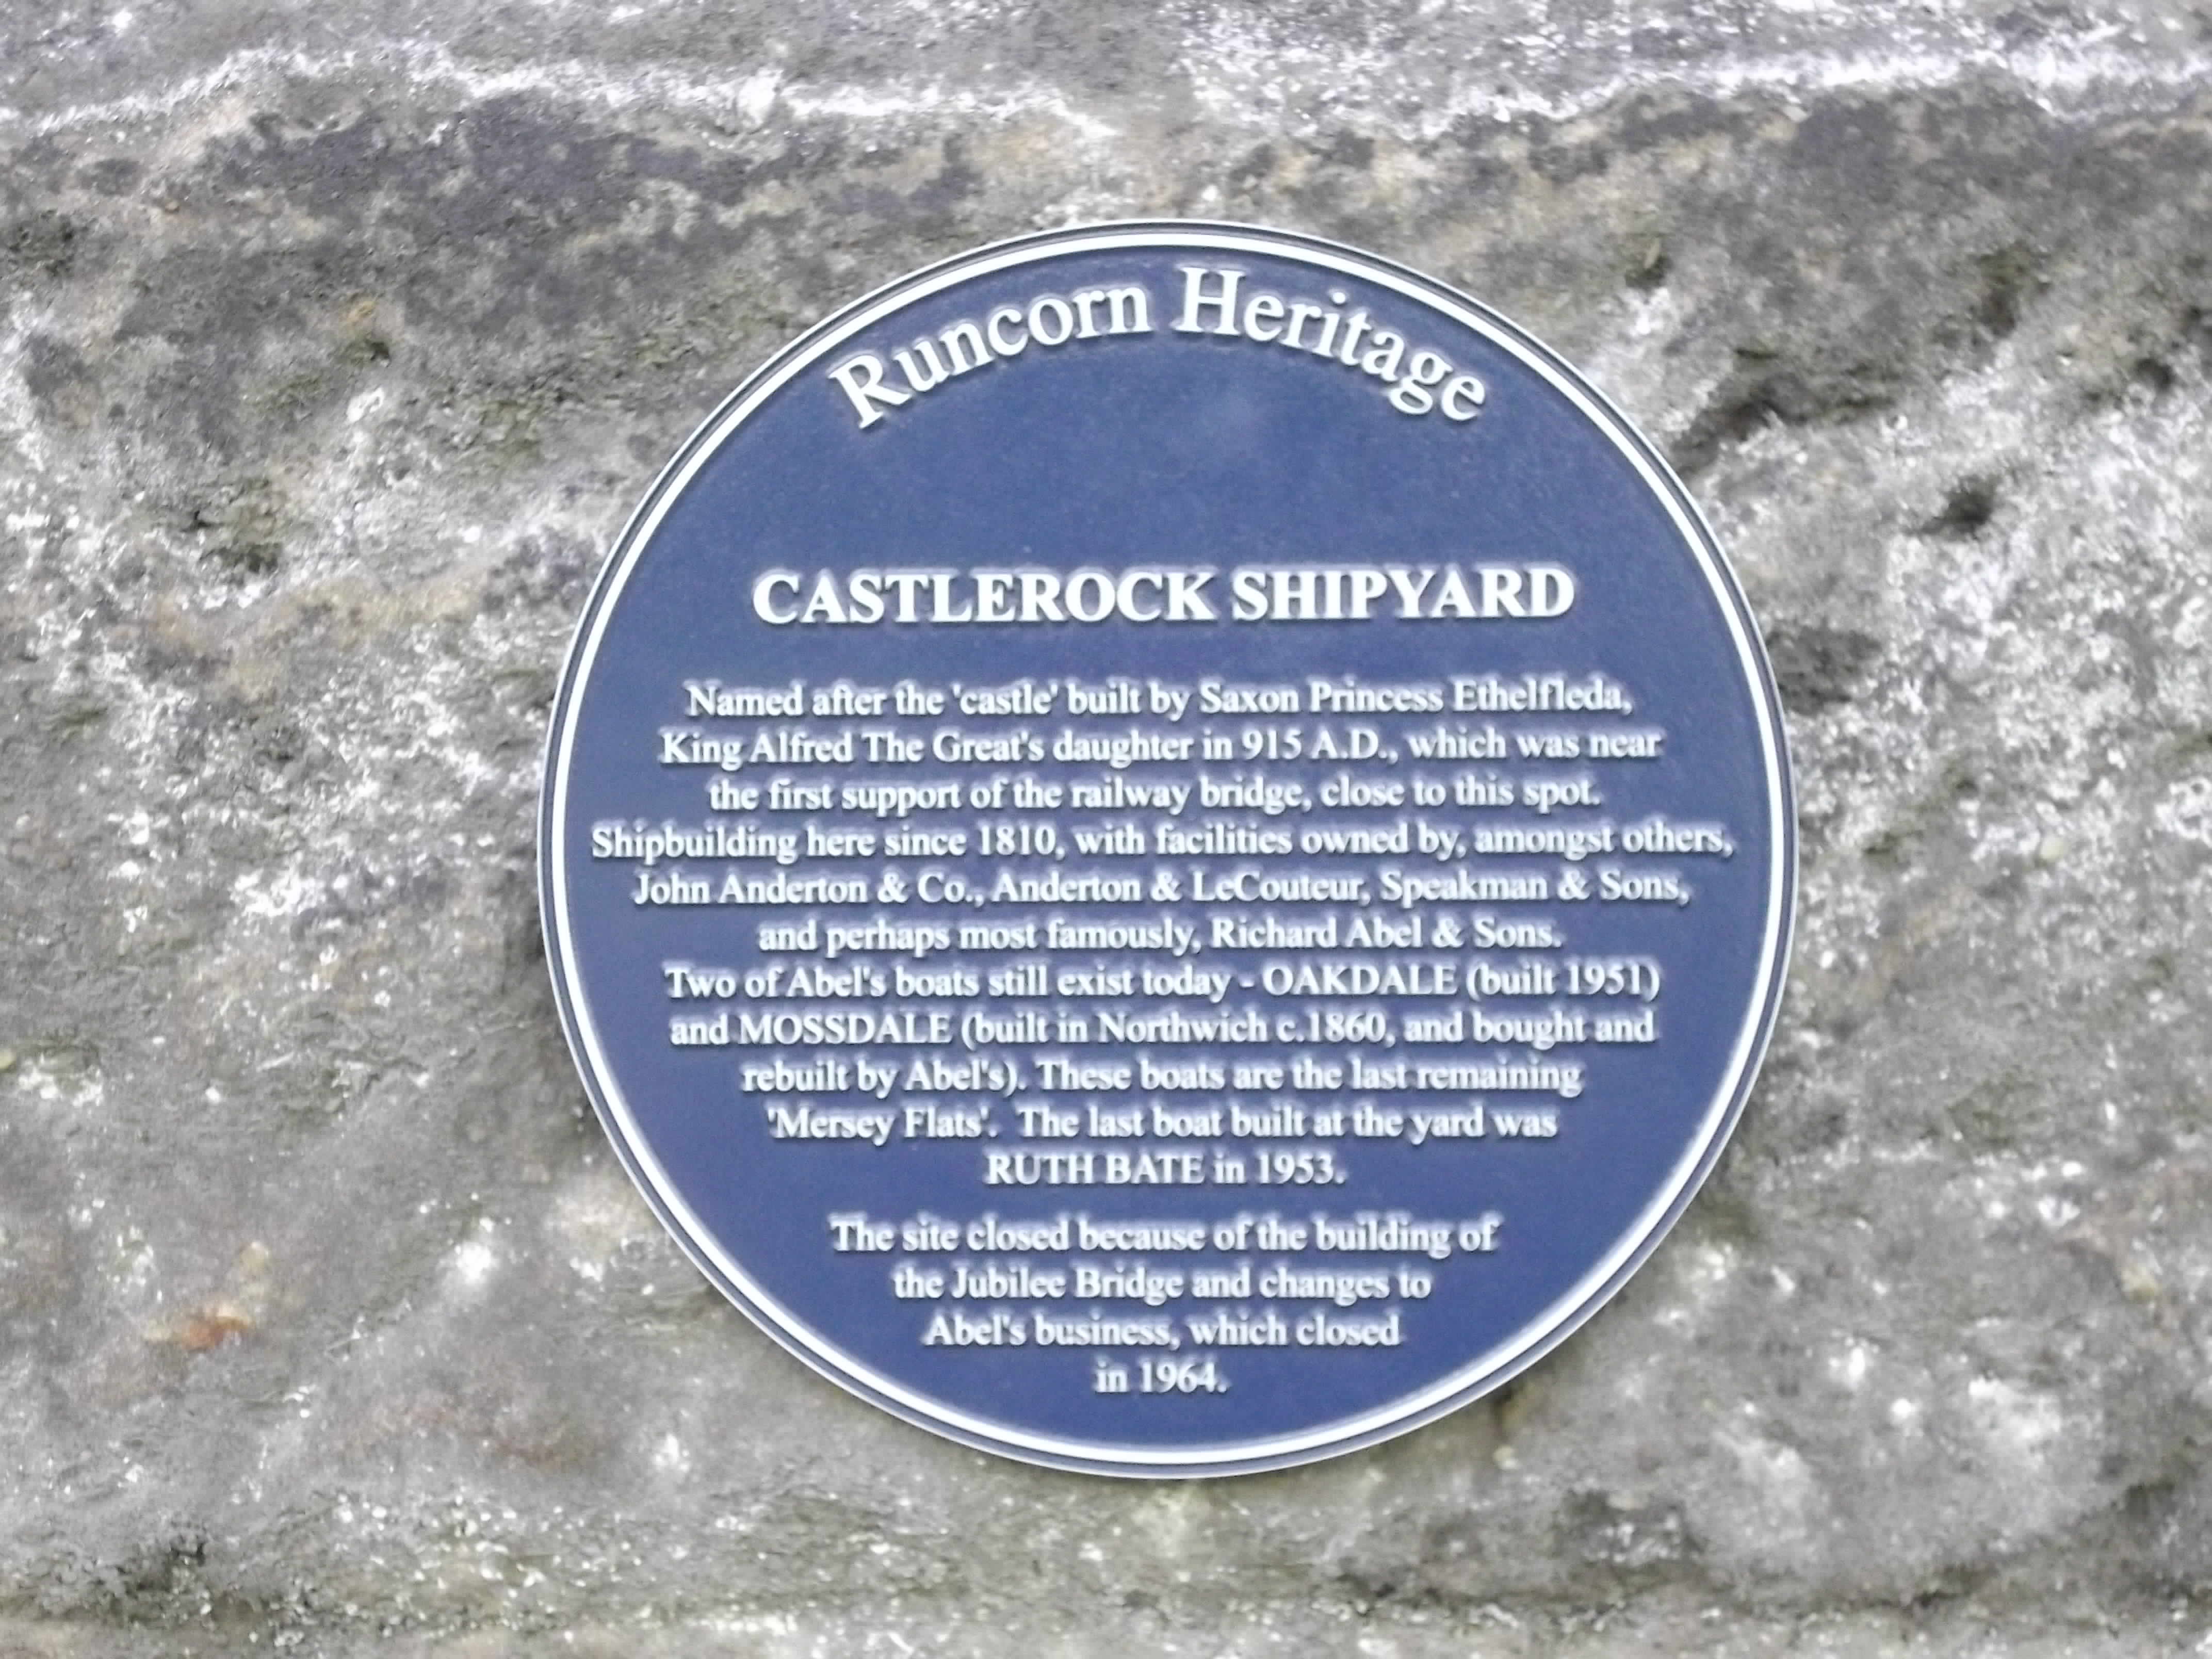 Runcorn Heritage
CASTLEROCK SHIPYARD
Named after the 'castle' built by Saxon Princess Ethelfleda,
King Alfred The Great's daughter in 915 A.D., which was near
the first support of the railway bridge, close to this spot.
Shipbuilding here since 1810, with facilities owned by, amongst others,
John Anderton & Co., Anderton & LeCouteur, Speakman & Sons,
and perhaps most famously, Richard Abel & Sons.
Two of Abel's boats still exist today - OAKDALE (built 1951)
and MOSSDALE (built in Northwich c.1860, and bought and
rebuilt by Abel's). These boats are the last remaining
'Mersey Flats'. The last boat built at the yard was
RUTH BATE in 1953.
The site closed because of the building of
the Jubilee Bridge and changes to
Abel's business, which closed
in 1964.